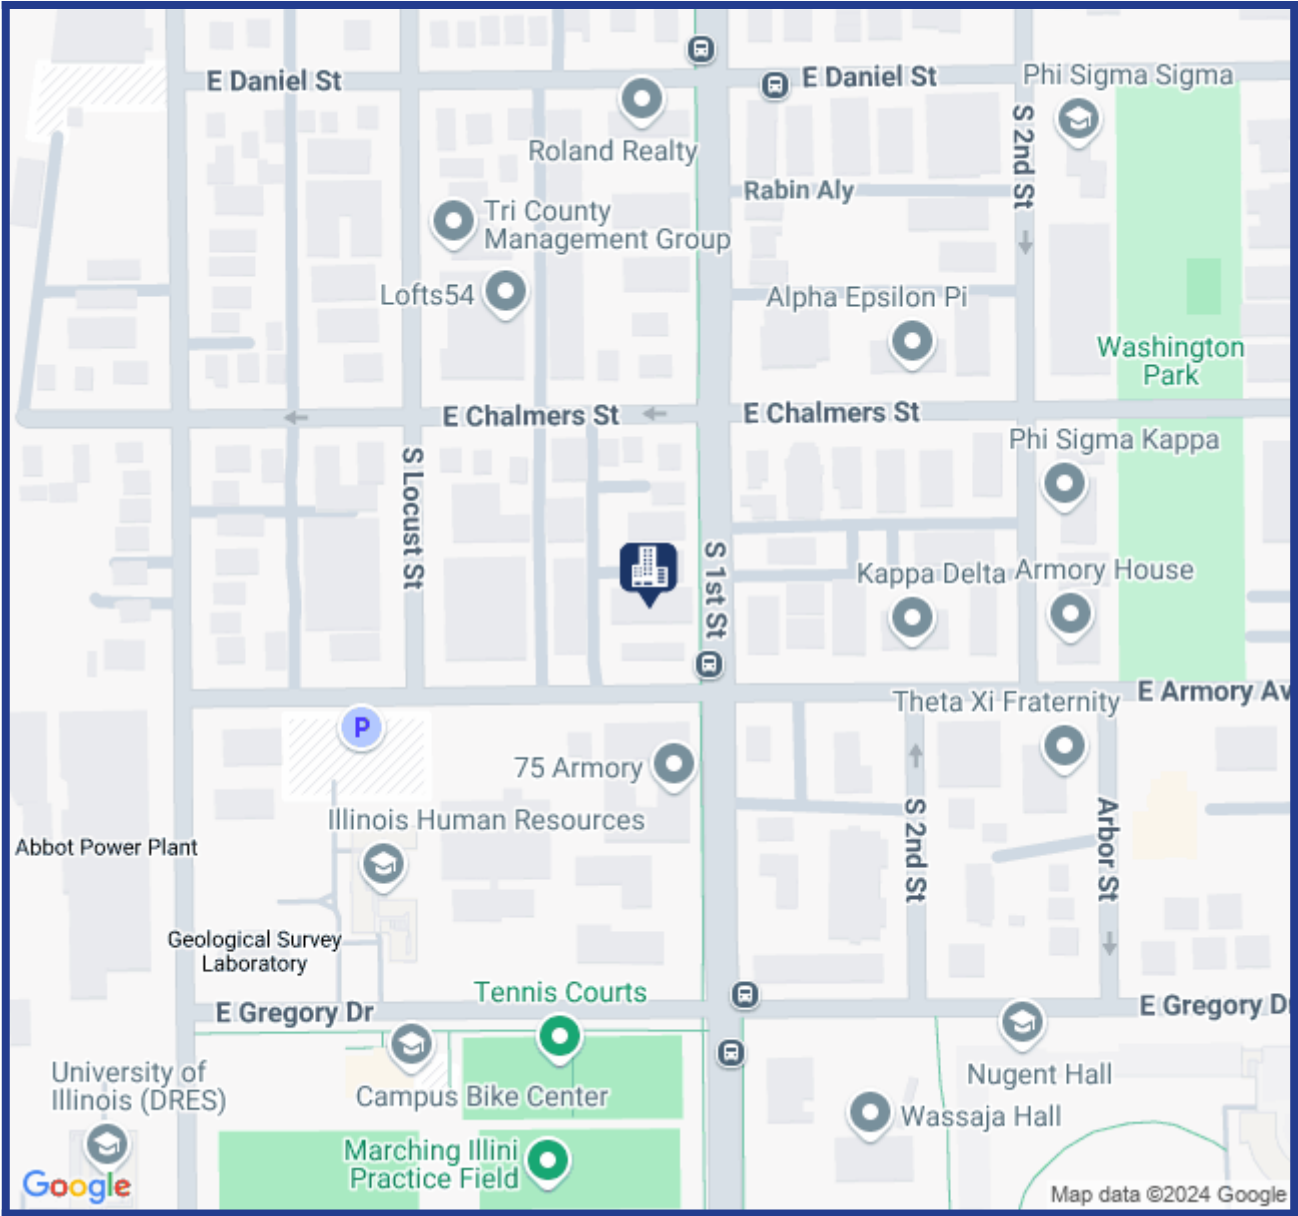 E Daniel St
E Daniel St
Phi Sigma Sigma
S 2nd St
Roland Realty
Rabin Aly
Tri County
Management Group
Lofts54
Alpha Epsilon Pi
Washington
Park
E Chalmers St
E Chalmers St
Phi Sigma Kappa
S Locust St
S 1st St
Kappa Delta
Armory House
E Armory Av
Theta Xi Fraternity
P
75 Armory
Illinois Human Resources
S 2nd St
Arbor St
Abbot Power Plant
Geological Survey
Laboratory
Tennis Courts
E Gregory Dr
E Gregory Dr
University of
Illinois (DRES)
Campus Bike Center
Nugent Hall
Wassaja Hall
Marching Illini
Practice Field
Google
Map data ©2024 Google